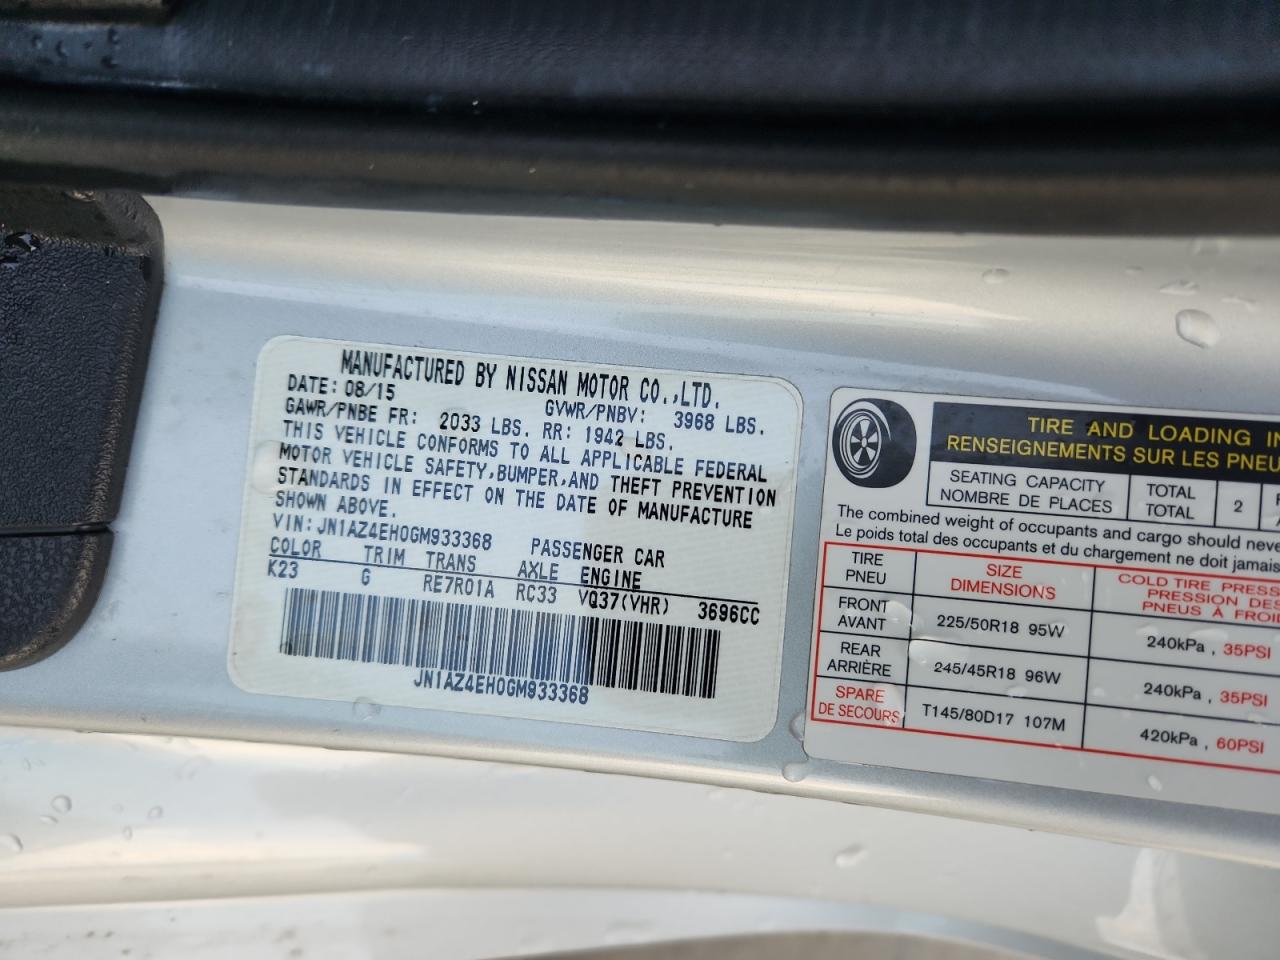 MANUFACTURED BY NISSAN MOTOR CO.,LTD.
DATE: 08/15
GVWR/PNBV: 3968 LBS.
GAWR/PNBE FR: 2033 LBS. RR: 1942 LBS.
THIS VEHICLE CONFORMS TO ALL APPLICABLE FEDERAL
MOTOR VEHICLE SAFETY,BUMPER,AND THEFT PREVENTION
STANDARDS IN EFFECT ON THE DATE OF MANUFACTURE
SHOWN ABOVE.
VIN:JN1AZ4EH0GM933368 PASSENGER CAR
COLOR TRIM TRANS AXLE ENGINE
K23 G RE7R01A RC33 VQ37(VHR) 3696CC
JN1AZ4EH0GM933368
TIRE AND LOADING
RENSEIGNEMENTS SUR LES
SEATING CAPACITY TOTAL 2
NOMBRE DE PLACES TOTAL
The combined weight of occupants and cargo should
Le poids total des occupants et du chargement ne doit jamais
TIRE SIZE COLD TIRE
PNEU DIMENSIONS PRESSION
PNEUS À
FRONT 225/50R18 95W 240kPa , 35PSI
AVANT
REAR 245/45R18 96W 240kPa , 35PSI
ARRIÈRE
SPARE T145/80D17 107M 420kPa , 60PSI
DE SECOURS